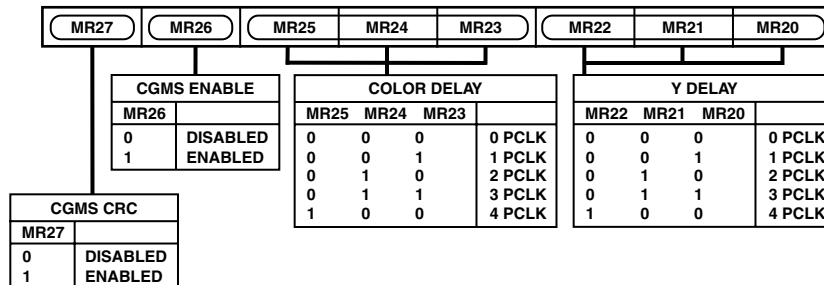 MR27 MR26 MR25 MR24 MR23 MR22 MR21 MR20
CGMS ENABLE
MR26
0 DISABLED
1 ENABLED
COLOR DELAY
MR25 MR24 MR23
0 0 0 0 PCLK
0 0 1 1 PCLK
0 1 0 2 PCLK
0 1 1 3 PCLK
1 0 0 4 PCLK
Y DELAY
MR22 MR21 MR20
0 0 0 0 PCLK
0 0 1 1 PCLK
0 1 0 2 PCLK
0 1 1 3 PCLK
1 0 0 4 PCLK
CGMS CRC
MR27
0 DISABLED
1 ENABLED